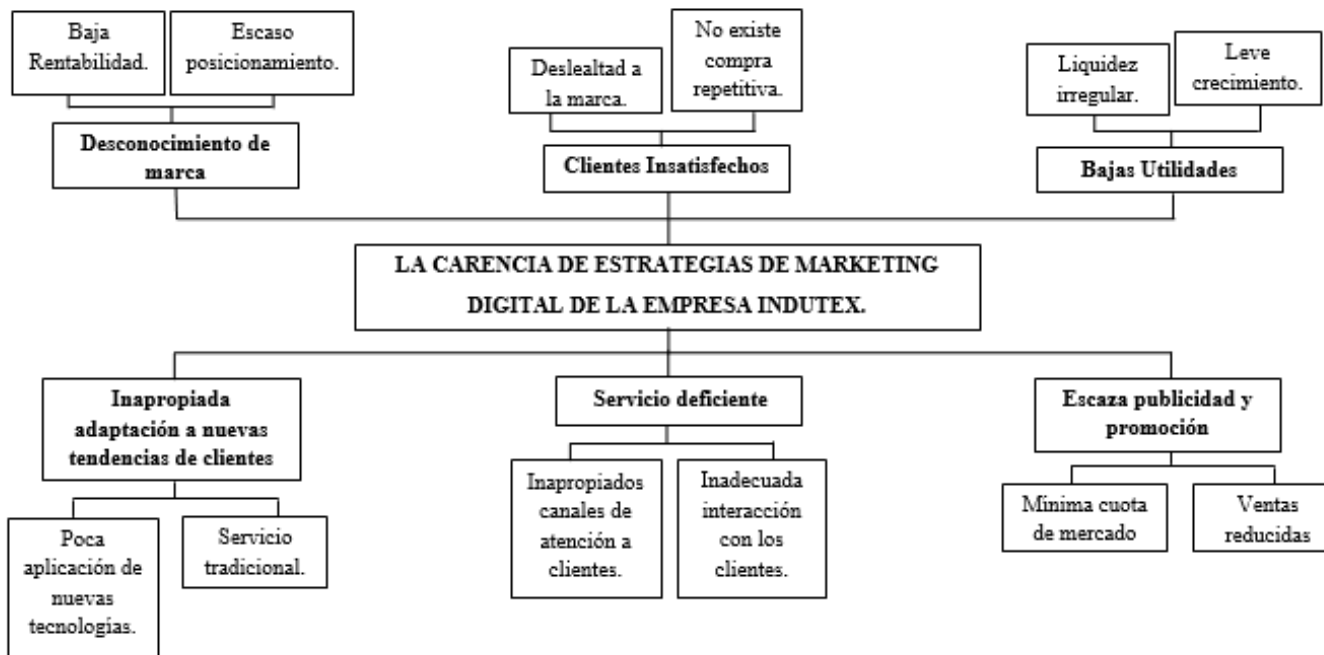 Baja
Rentabilidad.
Escaso
posicionamiento.
Desconocimiento de
marca
Deslealtad a
la marca.
No existe
compra
repetitiva.
Clientes Insatisfechos
Liquidez
irregular.
Leve
crecimiento.
Bajas Utilidades
LA CARENCIA DE ESTRATEGIAS DE MARKETING
DIGITAL DE LA EMPRESA INDUTEX.
Inapropiada
adaptación a nuevas
tendencias de clientes
Poca
aplicación de
nuevas
tecnologías.
Servicio
tradicional.
Servicio deficiente
Inapropiados
canales de
atención a
clientes.
Inadecuada
interacción
con los
clientes.
Escaza publicidad y
promoción
Mínima cuota
de mercado
Ventas
reducidas